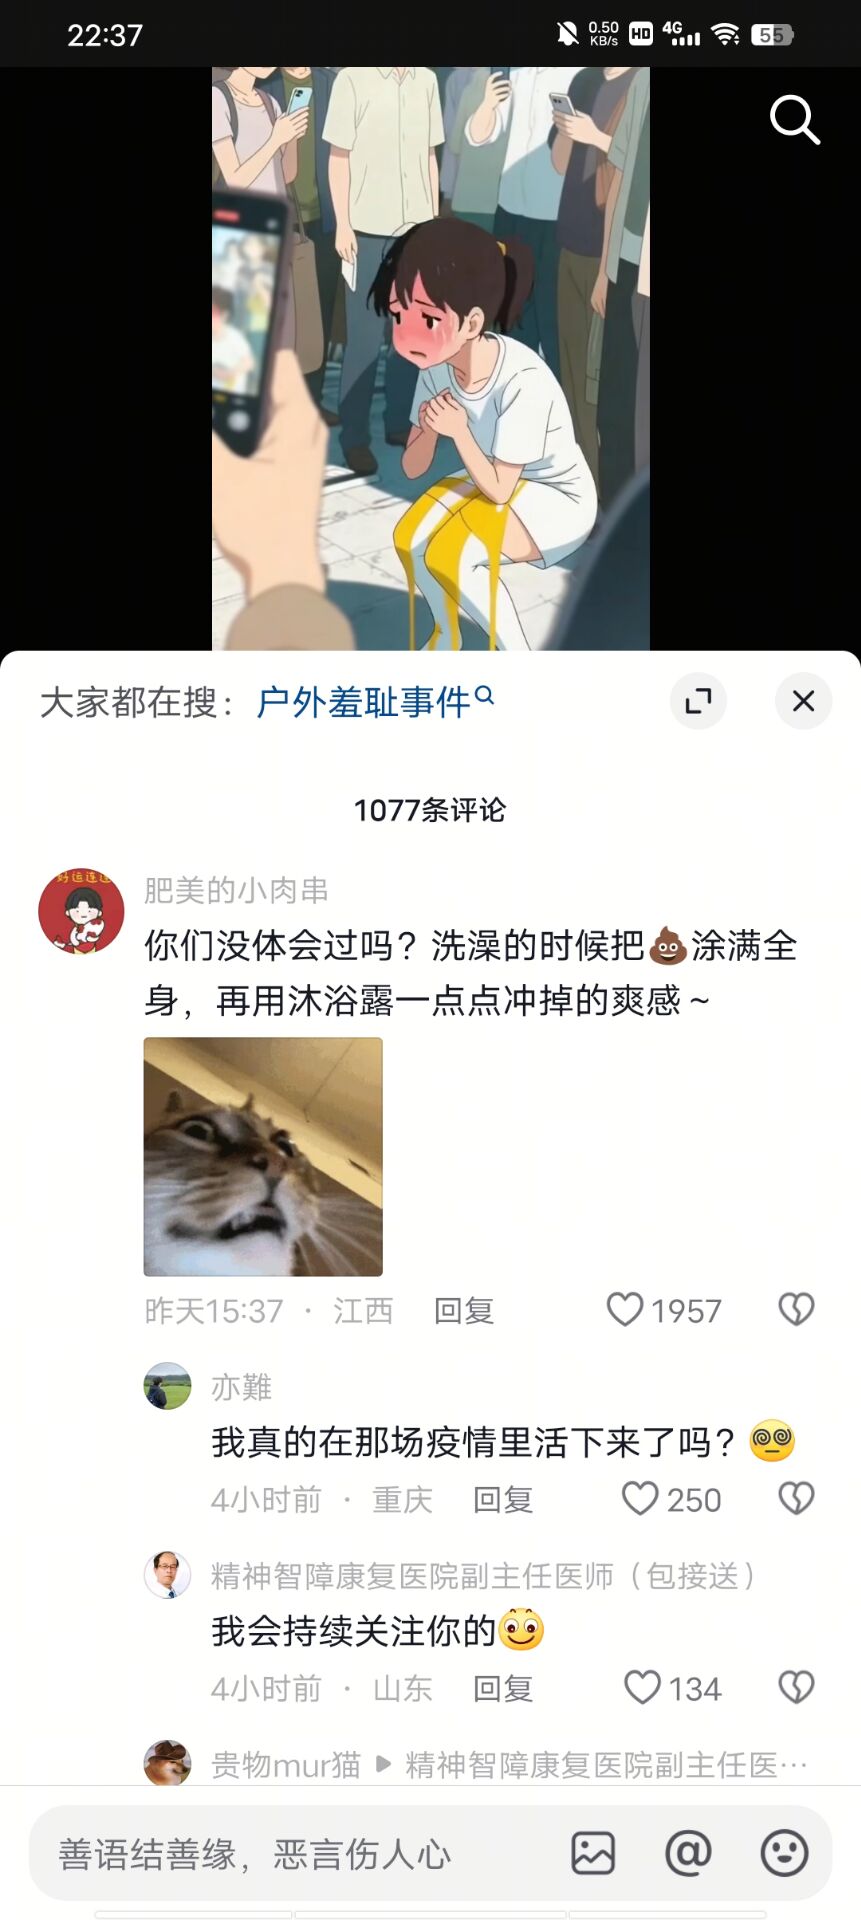 22:37
0.50
KB/s
HD
4G
55
大家都在搜：户外羞耻事件
1077条评论
好运连连
肥美的小肉串
你们没体会过吗？洗澡的时候把💩涂满全
身，再用沐浴露一点点冲掉的爽感～
昨天15:37 · 江西 回复 1957
亦難
我真的在那场疫情里活下来了吗？😵‍💫
4小时前 · 重庆 回复 250
精神智障康复医院副主任医师（包接送）
我会持续关注你的
4小时前 · 山东 回复 134
贵物mur猫 ▶ 精神智障康复医院副主任医…
善语结善缘，恶言伤人心